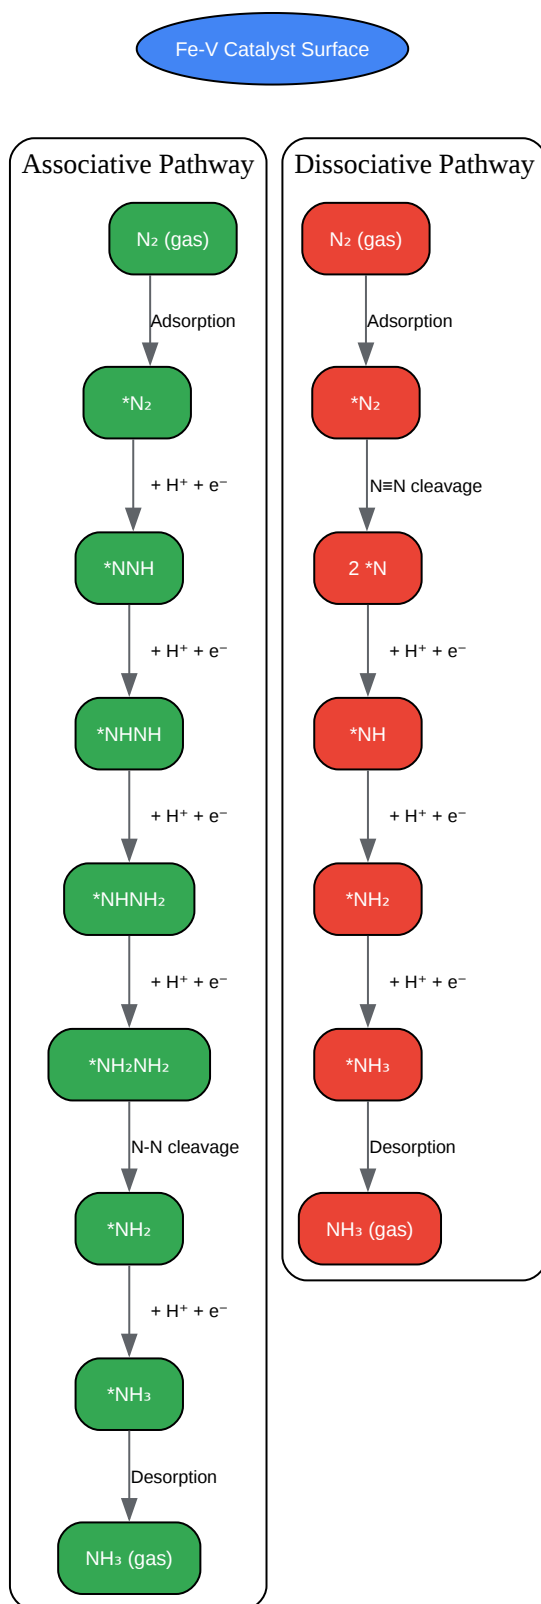 Fe-V Catalyst Surface
Associative Pathway
N₂ (gas)
Adsorption
*N₂
+ H⁺ + e⁻
*NNH
+ H⁺ + e⁻
*NHNH
+ H⁺ + e⁻
*NHNH₂
+ H⁺ + e⁻
*NH₂NH₂
N-N cleavage
*NH₂
+ H⁺ + e⁻
*NH₃
Desorption
NH₃ (gas)
Dissociative Pathway
N₂ (gas)
Adsorption
*N₂
N≡N cleavage
2 *N
+ H⁺ + e⁻
*NH
+ H⁺ + e⁻
*NH₂
+ H⁺ + e⁻
*NH₃
Desorption
NH₃ (gas)